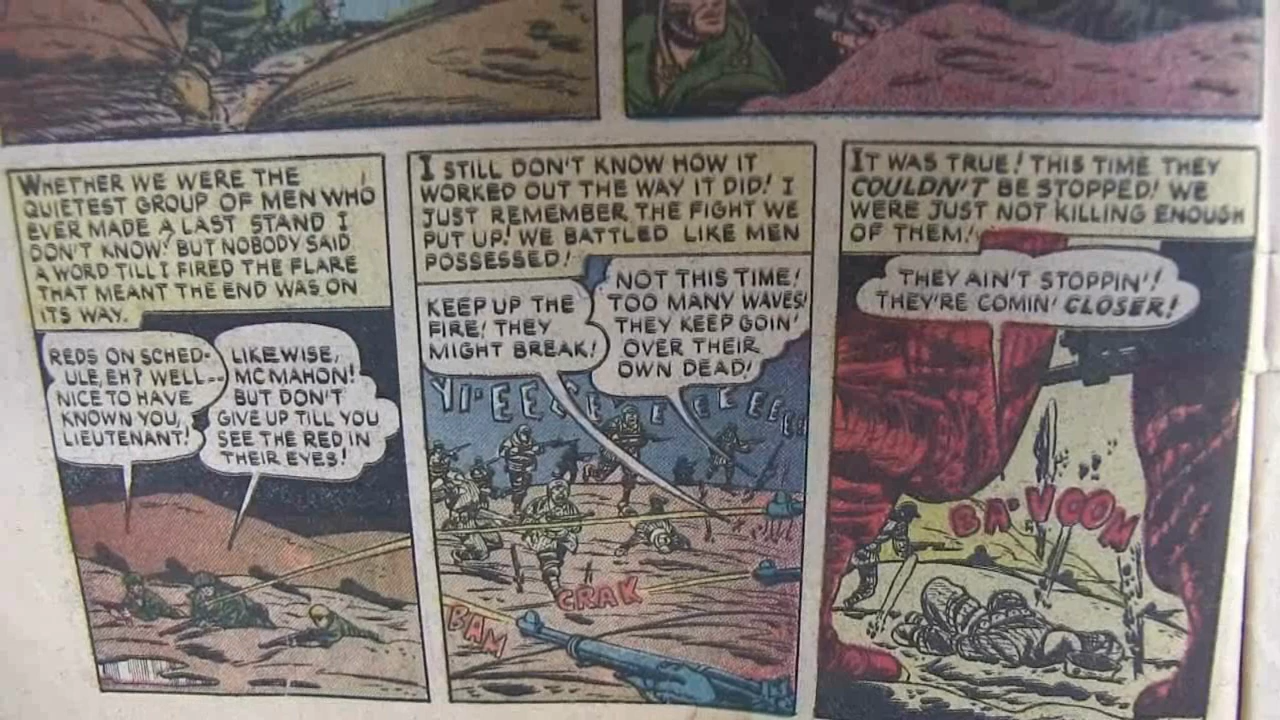 WHETHER WE WERE THE
QUIETEST GROUP OF MEN WHO
EVER MADE A LAST STAND I
DON'T KNOW! BUT NOBODY SAID
A WORD TILL I FIRED THE FLARE
THAT MEANT THE END WAS ON
ITS WAY.
REDS ON SCHED-
ULE, EH? WELL--
NICE TO HAVE
KNOWN YOU,
LIEUTENANT!
LIKEWISE,
MCMAHON!
BUT DON'T
GIVE UP TILL YOU
SEE THE RED IN
THEIR EYES!
I STILL DON'T KNOW HOW IT
WORKED OUT THE WAY IT DID! I
JUST REMEMBER THE FIGHT WE
PUT UP! WE BATTLED LIKE MEN
POSSESSED!
KEEP UP THE
FIRE! THEY
MIGHT BREAK!
NOT THIS TIME!
TOO MANY WAVES!
THEY KEEP GOIN'
OVER THEIR
OWN DEAD!
YI-EEEEEEEEEE
CRAK
BAM
IT WAS TRUE! THIS TIME THEY
COULDN'T BE STOPPED! WE
WERE JUST NOT KILLING ENOUGH
OF THEM!
THEY AIN'T STOPPIN'!
THEY'RE COMIN' CLOSER!
BA-VOOM